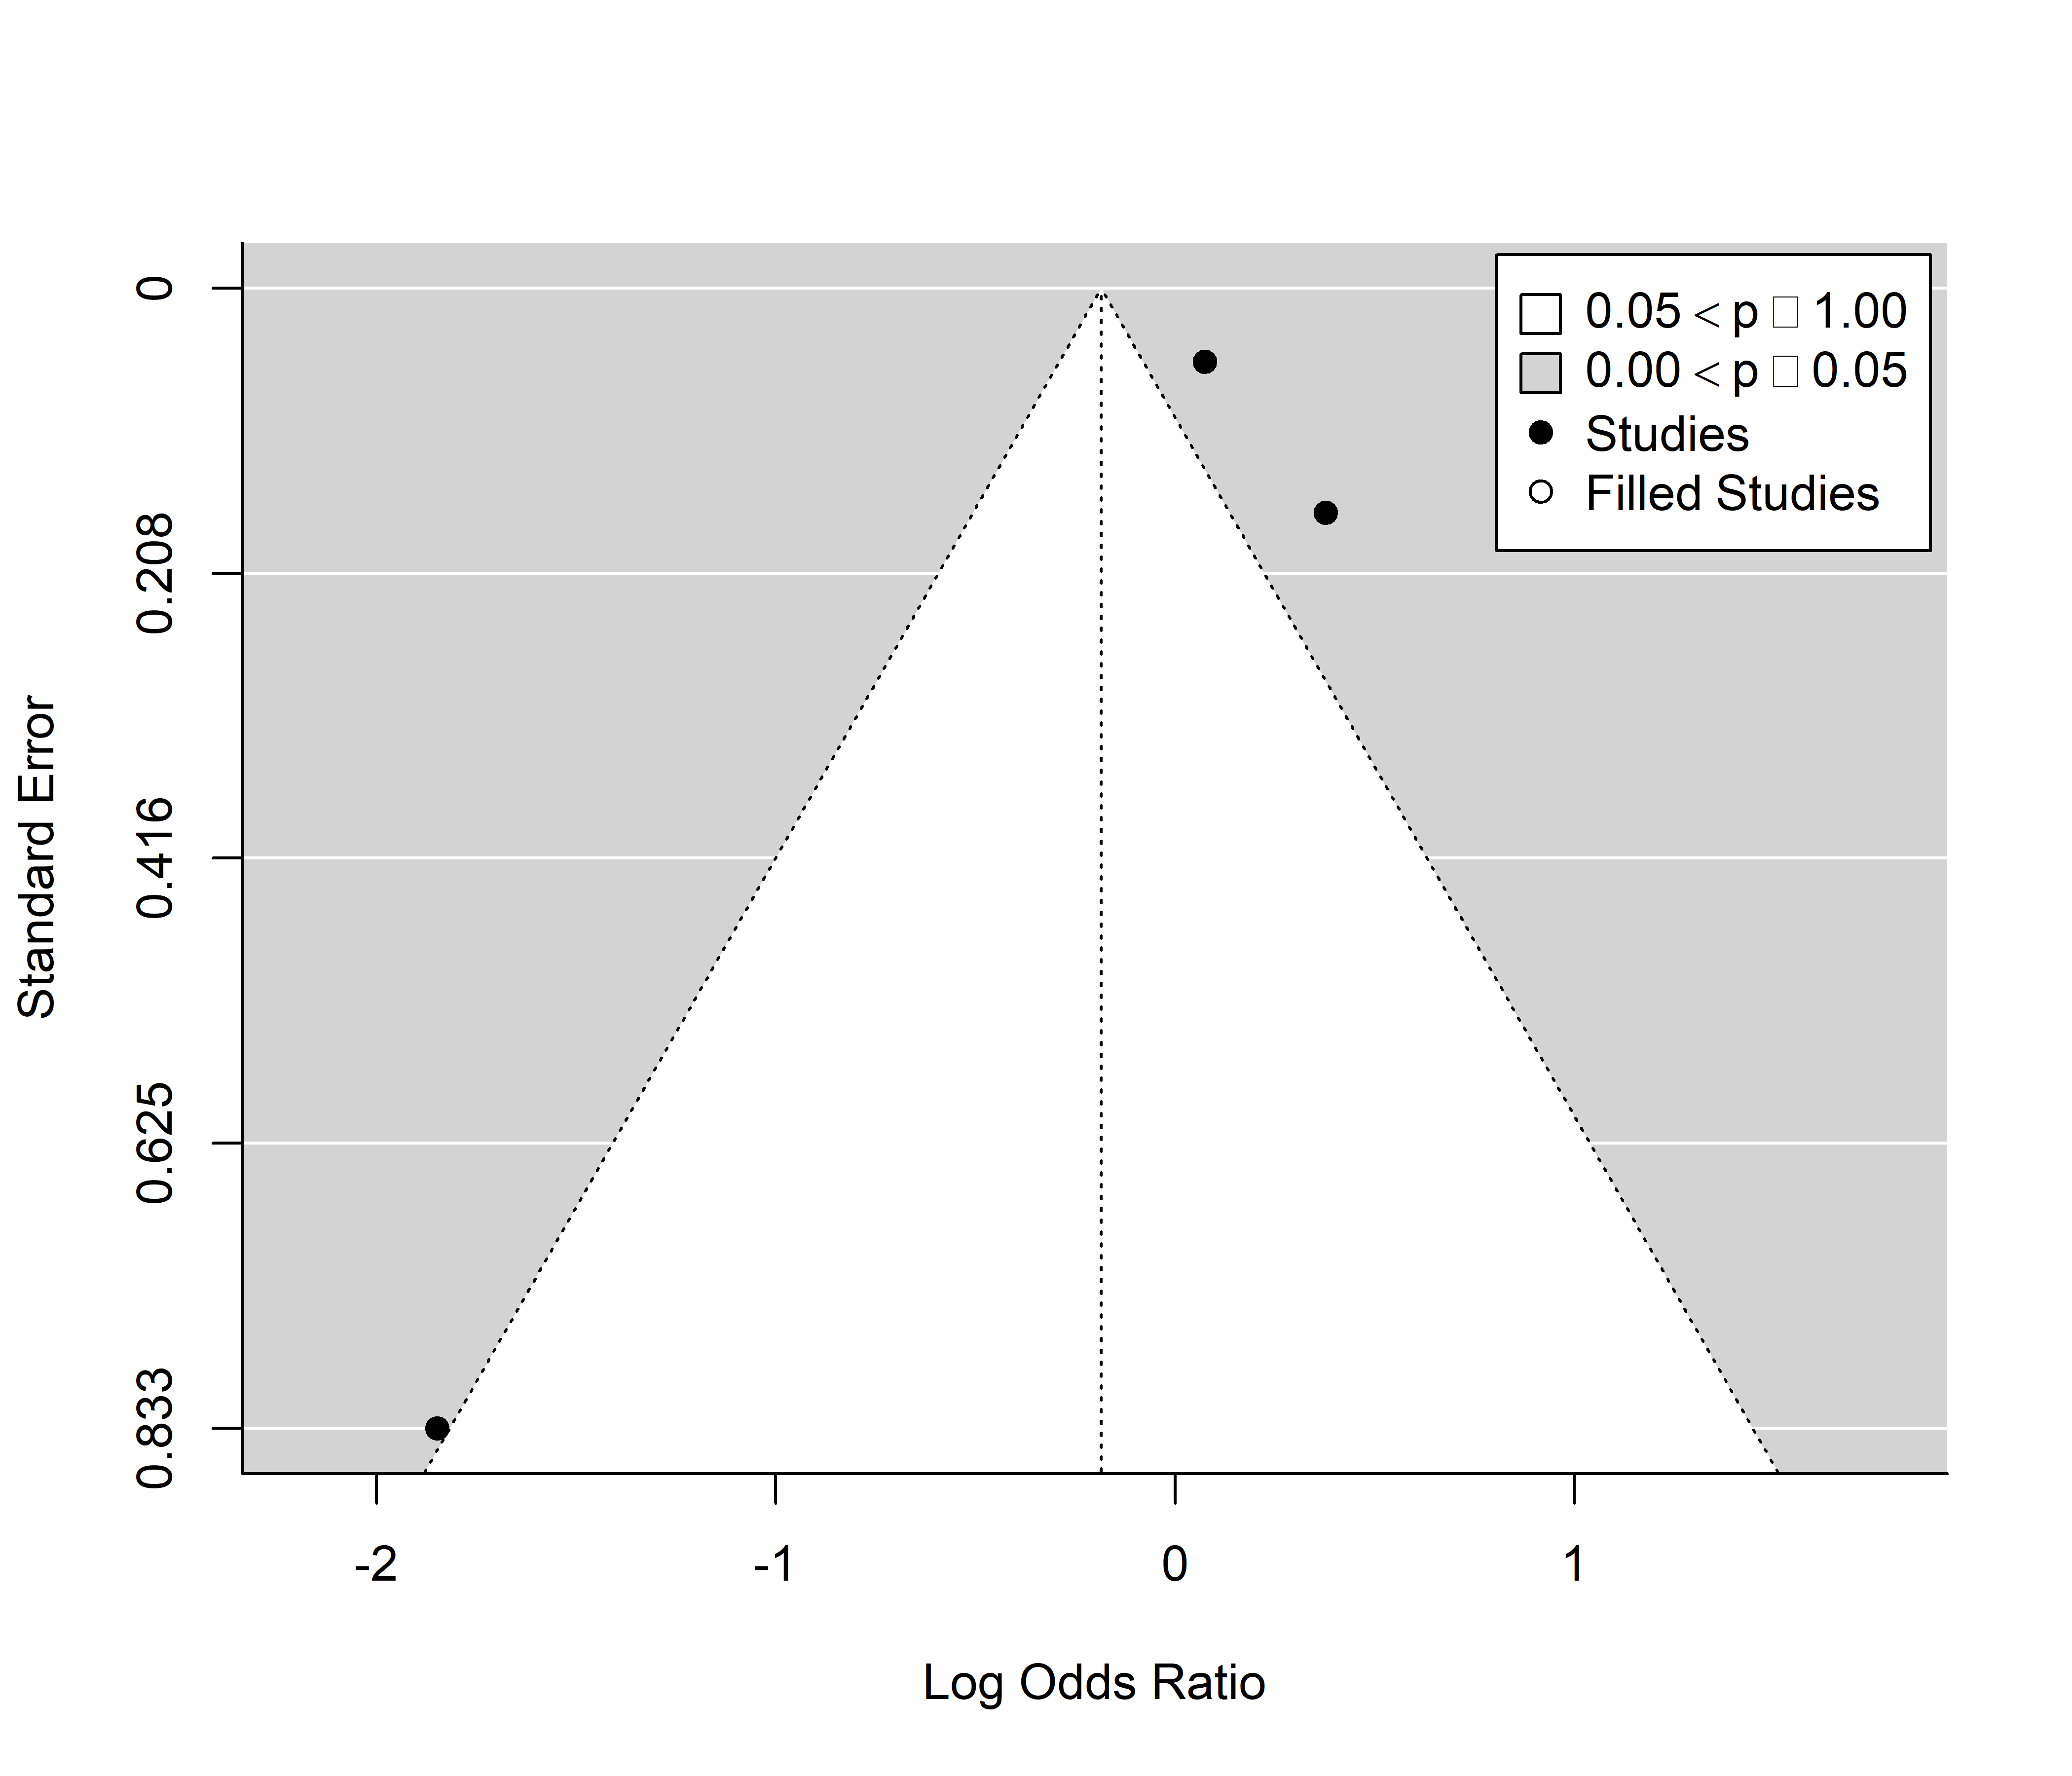 0.05 < p □ 1.00
0.00 < p □ 0.05
Studies
Filled Studies
Standard Error
0
0.208
0.416
0.625
0.833
-2
-1
0
1
Log Odds Ratio